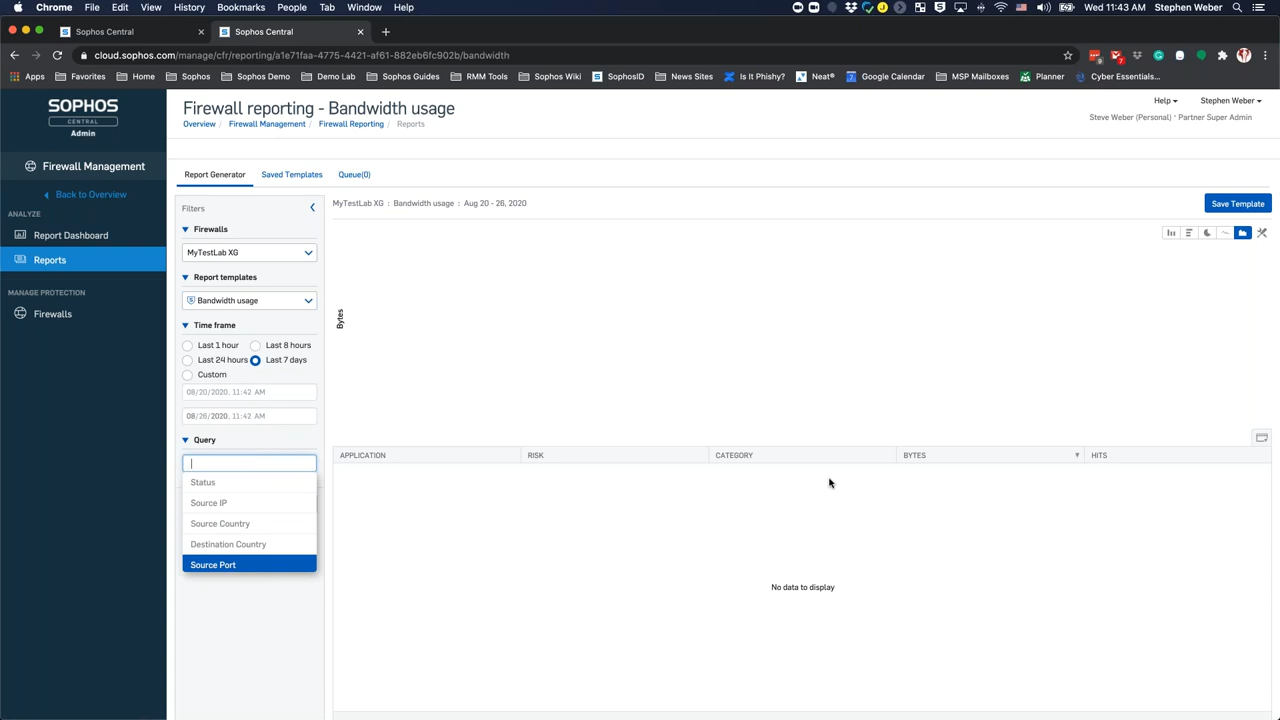 Chrome File Edit View History Bookmarks People Tab Window Help Wed 11:43 AM Stephen Weber
Sophos Central
Sophos Central
cloud.sophos.com/manage/cfr/reporting/a1e71faa-4775-4421-af61-882eb6fc902b/bandwidth
Apps Favorites Home Sophos Sophos Demo Demo Lab Sophos Guides RMM Tools Sophos Wiki SophosID News Sites Is It Phishy? Neat® Google Calendar MSP Mailboxes Planner Cyber Essentials...
SOPHOS
CENTRAL
Admin
Firewall Management
Back to Overview
ANALYZE
Report Dashboard
Reports
MANAGE PROTECTION
Firewalls
Firewall reporting - Bandwidth usage
Overview / Firewall Management / Firewall Reporting / Reports
Help
Stephen Weber
Steve Weber (Personal) · Partner Super Admin
Report Generator Saved Templates Queue(0)
Filters
Firewalls
MyTestLab XG
Report templates
Bandwidth usage
Time frame
Last 1 hour Last 8 hours
Last 24 hours Last 7 days
Custom
08/20/2020, 11:42 AM
08/26/2020, 11:42 AM
Query
Status
Source IP
Source Country
Destination Country
Source Port
MyTestLab XG : Bandwidth usage : Aug 20 - 26, 2020
Save Template
Bytes
APPLICATION RISK CATEGORY BYTES HITS
No data to display